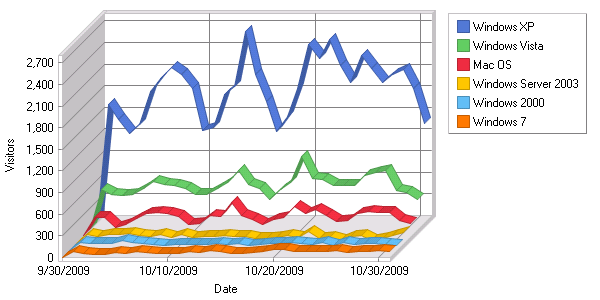 Windows XP
Windows Vista
Mac OS
Windows Server 2003
Windows 2000
Windows 7
2,700
2,400
2,100
1,800
1,500
1,200
900
600
300
0
Visitors
9/30/2009 10/10/2009 10/20/2009 10/30/2009
Date